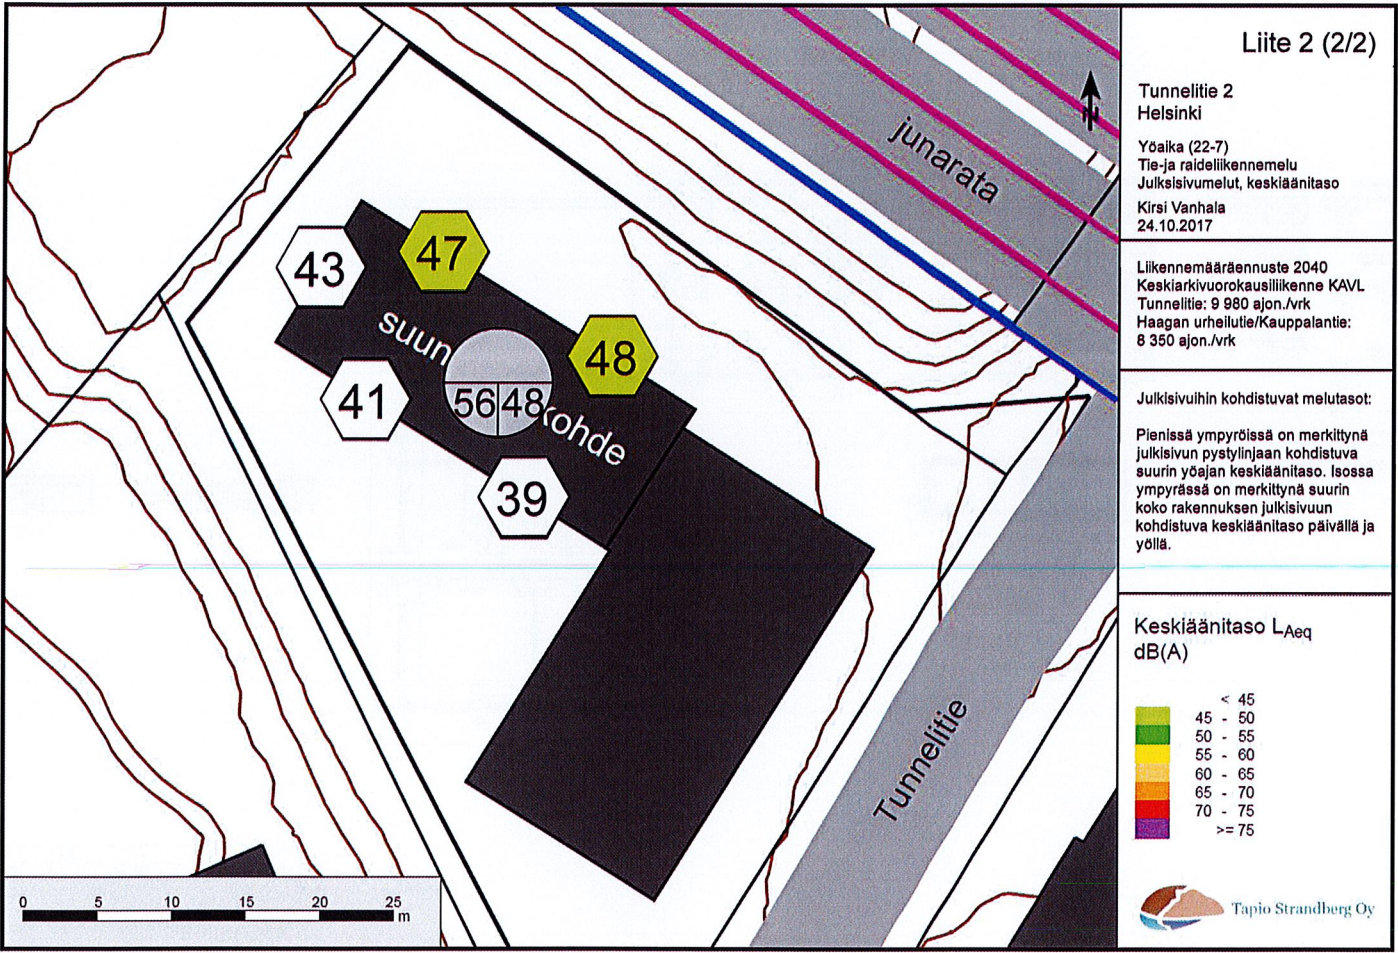 Liite 2 (2/2)
Tunnelitie 2
Helsinki
Yöaika (22-7)
Tie-ja raideliikennemelu
Julksisivumelut, keskiäänitaso
Kirsi Vanhala
24.10.2017
Liikennemääräennuste 2040
Keskiarkivuorokausiliikenne KAVL
Tunnelitie: 9 980 ajon./vrk
Haagan urheilutie/Kauppalantie:
8 350 ajon./vrk
Julkisivuihin kohdistuvat melutasot:
Pienissä ympyröissä on merkittynä
julkisivun pystylinjaan kohdistuva
suurin yöajan keskiäänitaso. Isossa
ympyrässä on merkittynä suurin
koko rakennuksen julkisivuun
kohdistuva keskiäänitaso päivällä ja
yöllä.
Keskiäänitaso LAeq
dB(A)
< 45
45 - 50
50 - 55
55 - 60
60 - 65
65 - 70
70 - 75
>= 75
Tapio Strandberg Oy
N
junarata
43
47
suun
48
41
56 48
kohde
39
Tunnelitie
0 5 10 15 20 25
m